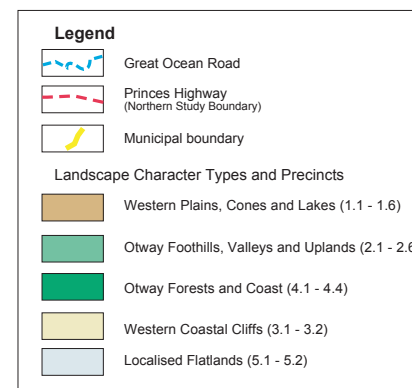 Legend
Great Ocean Road
Princes Highway
(Northern Study Boundary)
Municipal boundary
Landscape Character Types and Precincts
Western Plains, Cones and Lakes (1.1 - 1.6)
Otway Foothills, Valleys and Uplands (2.1 - 2.6
Otway Forests and Coast (4.1 - 4.4)
Western Coastal Cliffs (3.1 - 3.2)
Localised Flatlands (5.1 - 5.2)